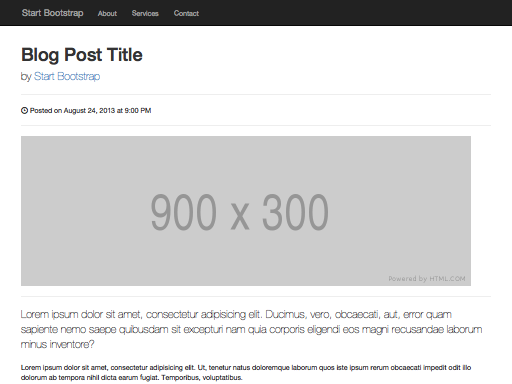 Start Bootstrap About Services Contact
Blog Post Title
by Start Bootstrap
Posted on August 24, 2013 at 9:00 PM
900 x 300
Powered by HTML.COM
Lorem ipsum dolor sit amet, consectetur adipisicing elit. Ducimus, vero, obcaecati, aut, error quam
sapiente nemo saepe quibusdam sit excepturi nam quia corporis eligendi eos magni recusandae laborum
minus inventore?
Lorem ipsum dolor sit amet, consectetur adipisicing elit. Ut, tenetur natus doloremque laborum quos iste ipsum rerum obcaecati impedit odit illo
dolorum ab tempora nihil dicta earum fugiat. Temporibus, voluptatibus.